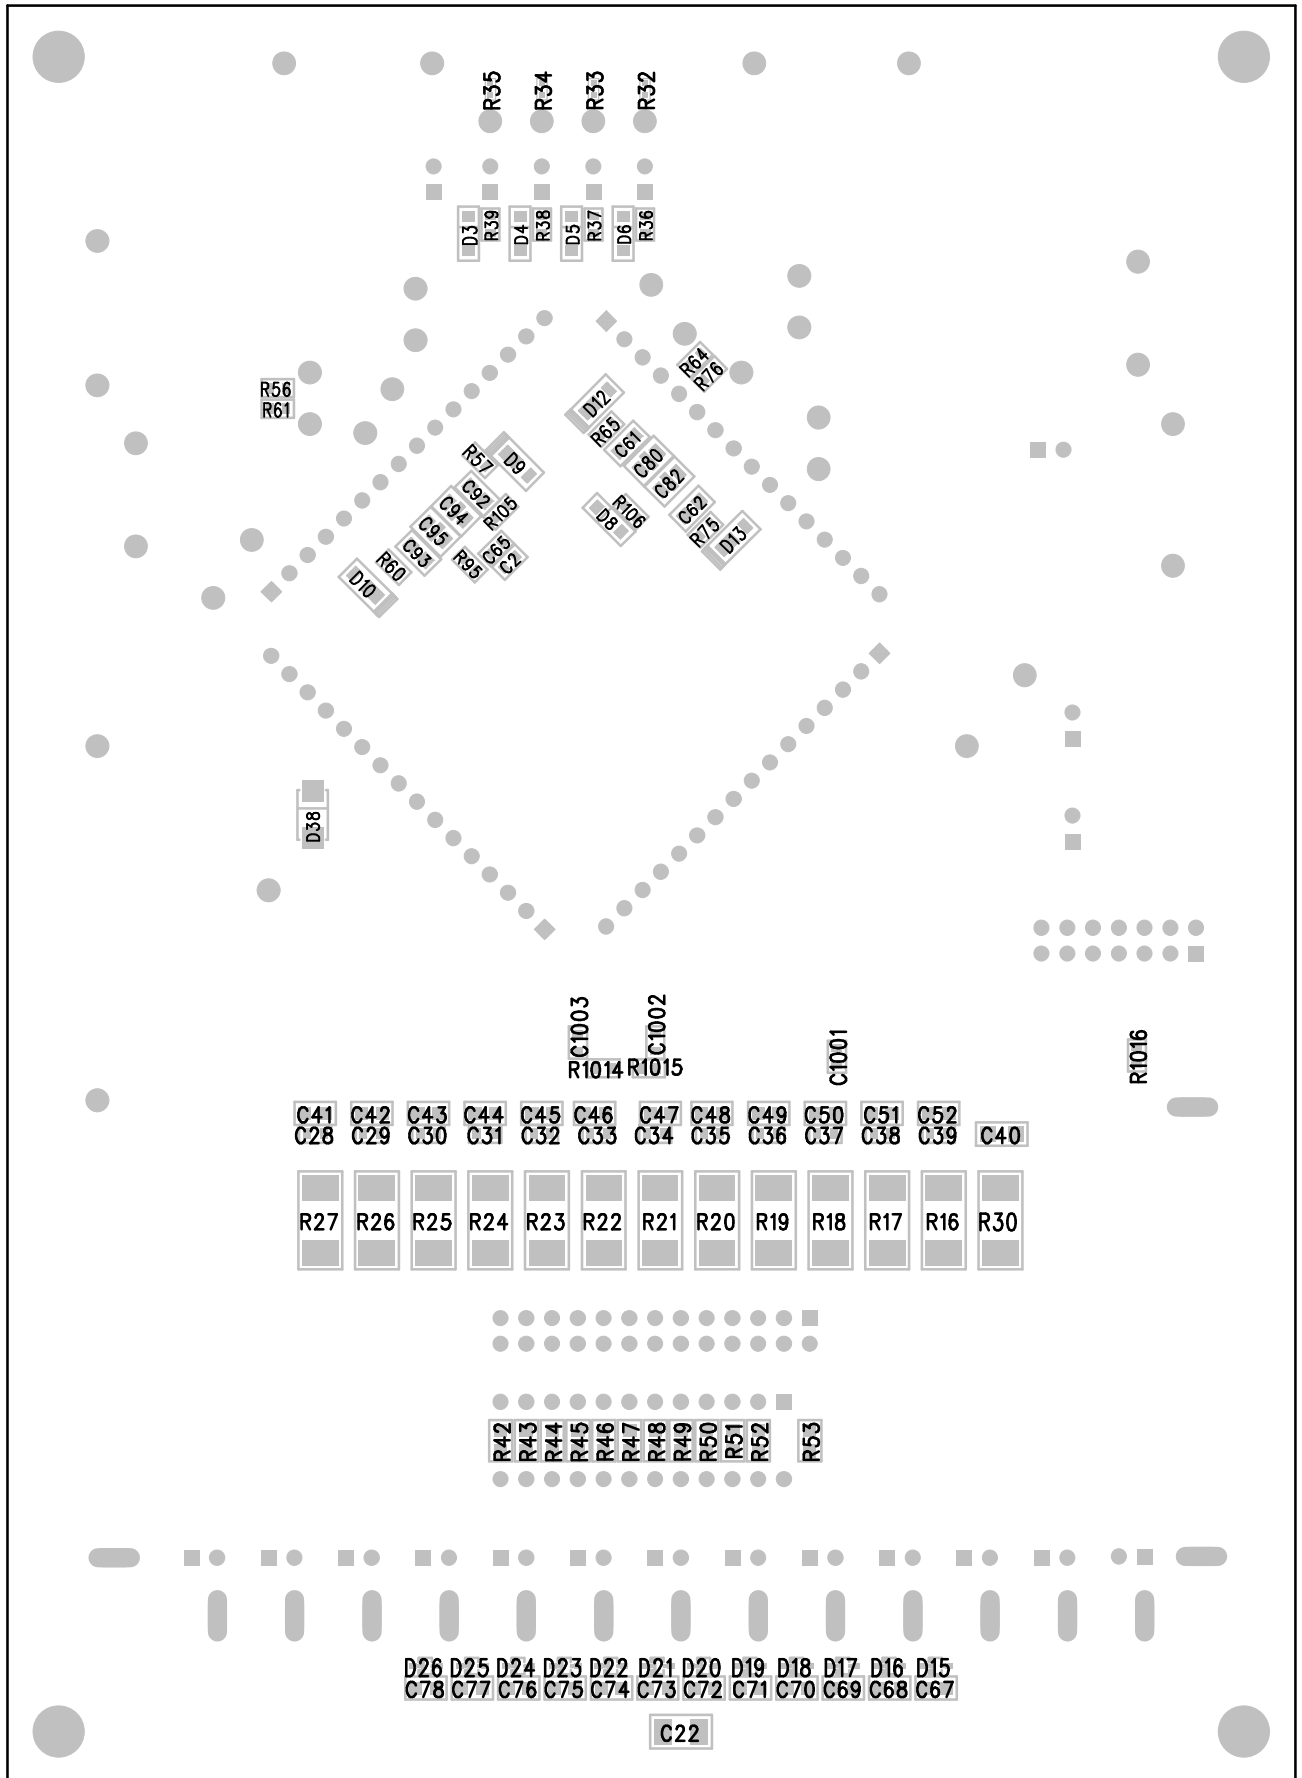 R35 R34 R33 R32
D3 R39 D4 R38 D5 R37 D6 R36
R64
R76
R56
R61
D12
R65
C61
C80
C82
C62
R75
D13
R57
D9
C92
C94
C95
C93
R60
D10
R105
R106
D8
R95
C65
C2
D38
C1003 C1002 C1001 R1016
R1014 R1015
C41 C42 C43 C44 C45 C46 C47 C48 C49 C50 C51 C52
C28 C29 C30 C31 C32 C33 C34 C35 C36 C37 C38 C39 C40
R27 R26 R25 R24 R23 R22 R21 R20 R19 R18 R17 R16 R30
R42 R43 R44 R45 R46 R47 R48 R49 R50 R51 R52 R53
D26 D25 D24 D23 D22 D21 D20 D19 D18 D17 D16 D15
C78 C77 C76 C75 C74 C73 C72 C71 C70 C69 C68 C67
C22